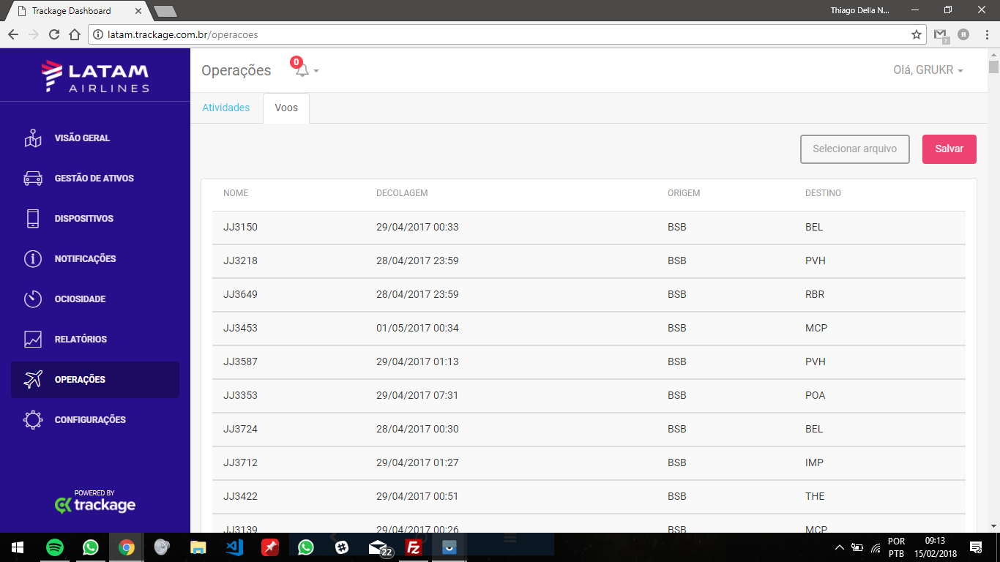 Trackage Dashboard
Thiago Della N...
latam.trackage.com.br/operacoes
LATAM
AIRLINES
Operações
0
Olá, GRUKR
Atividades
Voos
Selecionar arquivo
Salvar
VISÃO GERAL
GESTÃO DE ATIVOS
DISPOSITIVOS
NOTIFICAÇÕES
OCIOSIDADE
RELATÓRIOS
OPERAÇÕES
CONFIGURAÇÕES
POWERED BY
trackage
NOME DECOLAGEM ORIGEM DESTINO
JJ3150 29/04/2017 00:33 BSB BEL
JJ3218 28/04/2017 23:59 BSB PVH
JJ3649 28/04/2017 23:59 BSB RBR
JJ3453 01/05/2017 00:34 BSB MCP
JJ3587 29/04/2017 01:13 BSB PVH
JJ3353 29/04/2017 07:31 BSB POA
JJ3724 28/04/2017 00:30 BSB BEL
JJ3712 29/04/2017 01:27 BSB IMP
JJ3422 29/04/2017 00:51 BSB THE
JJ3139 29/04/2017 00:26 BSB MCP
22
POR
PTB
09:13
15/02/2018